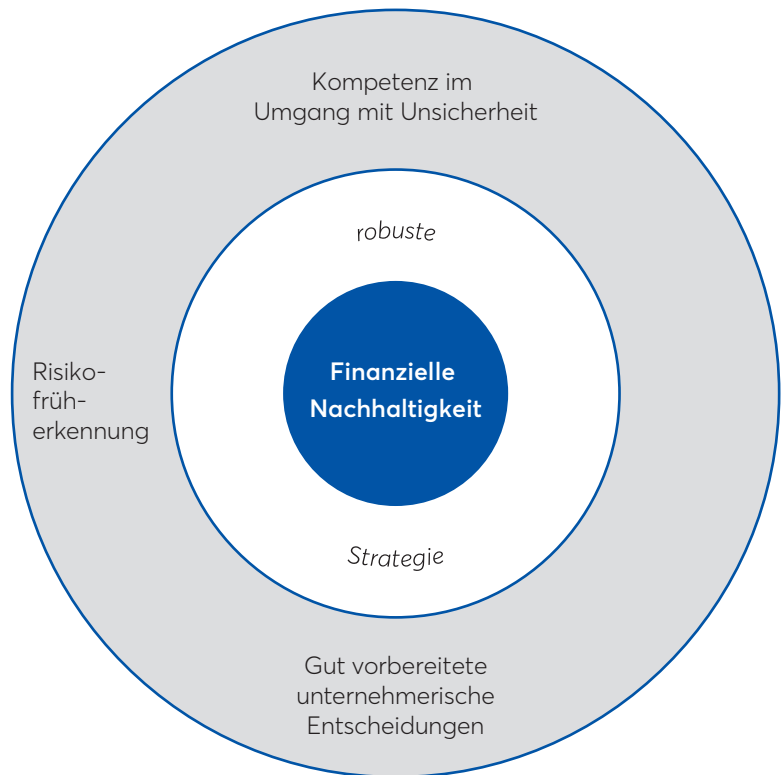 Kompetenz im
Umgang mit Unsicherheit
robuste
Risiko-
früh-
erkennung
Finanzielle
Nachhaltigkeit
Strategie
Gut vorbereitete
unternehmerische
Entscheidungen